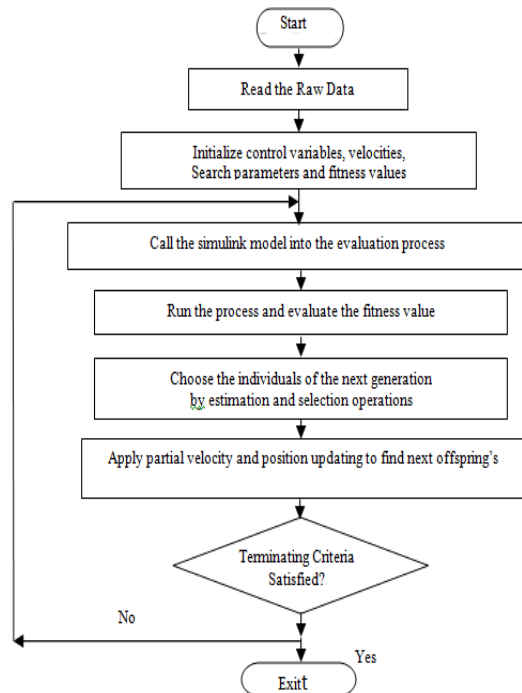 Start
Read the Raw Data
Initialize control variables, velocities,
Search parameters and fitness values
Call the simulink model into the evaluation process
Run the process and evaluate the fitness value
Choose the individuals of the next generation
by estimation and selection operations
Apply partial velocity and position updating to find next offspring's
Terminating Criteria
Satisfied?
No
Yes
Exitt